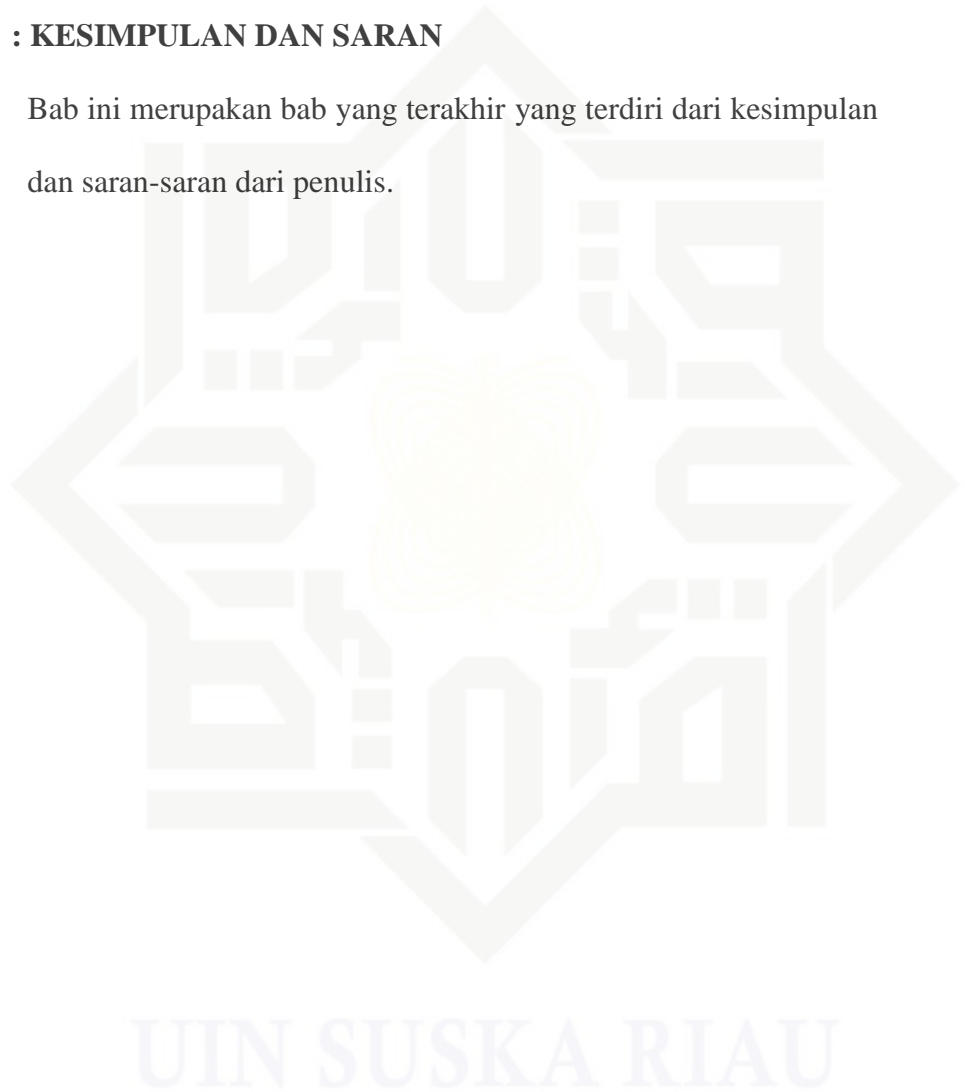 : KESIMPULAN DAN SARAN
Bab ini merupakan bab yang terakhir yang terdiri dari kesimpulan
dan saran-saran dari penulis.
UIN SUSKA RIAU